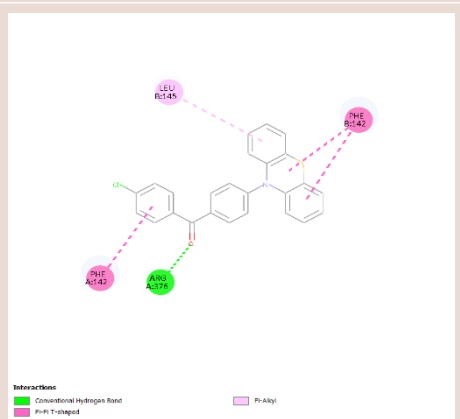 LEU
B:145
PHE
B:142
Cl
N
S
O
PHE
A:142
ARG
A:376
Interactions
Conventional Hydrogen Bond
Pi-Pi T-shaped
Pi-Alkyl